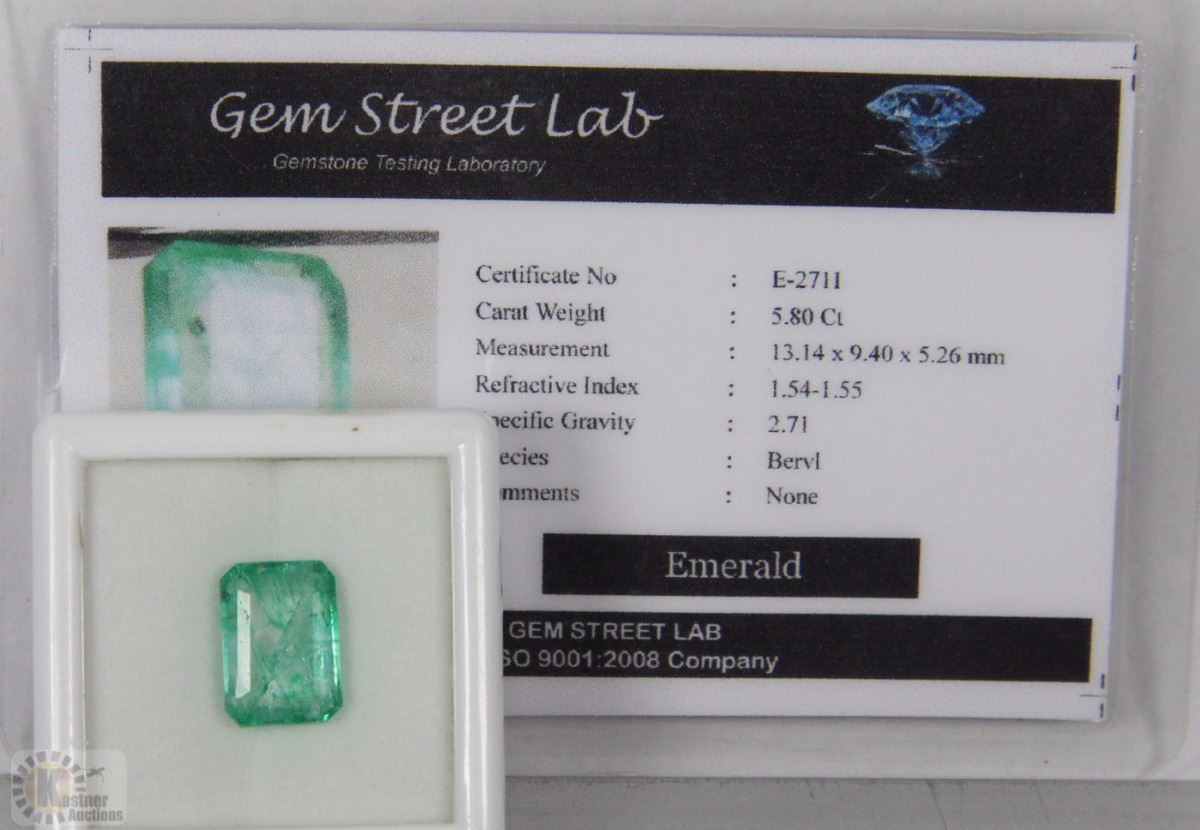 Gem Street Lab
Gemstone Testing Laboratory
Certificate No : E-2711
Carat Weight : 5.80 Ct
Measurement : 13.14 x 9.40 x 5.26 mm
Refractive Index : 1.54-1.55
pecific Gravity : 2.71
ecies : Beryl
mments : None
Emerald
GEM STREET LAB
SO 9001:2008 Company
Kastnor
Auctions